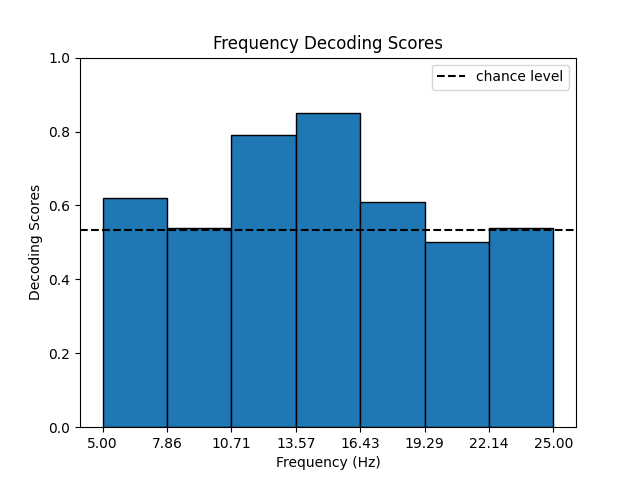 Frequency Decoding Scores
1.0
chance level
0.8
0.6
0.4
0.2
0.0
Decoding Scores
5.00 7.86 10.71 13.57 16.43 19.29 22.14 25.00
Frequency (Hz)